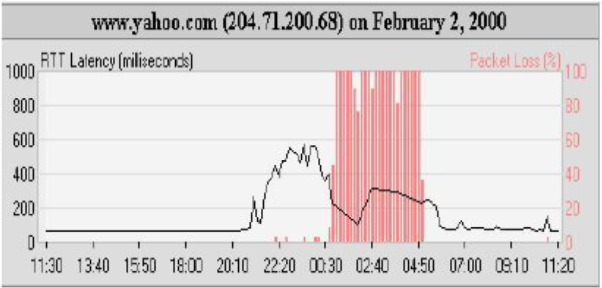 www.yahoo.com (204.71.200.68) on February 2, 2000
RTT Latency (miliseconds) Packet Loss (%)
1000 100
800 80
600 60
400 40
200 20
0 0
11:30 13:40 15:50 18:00 20:10 22:20 00:30 02:40 04:50 07:00 09:10 11:20